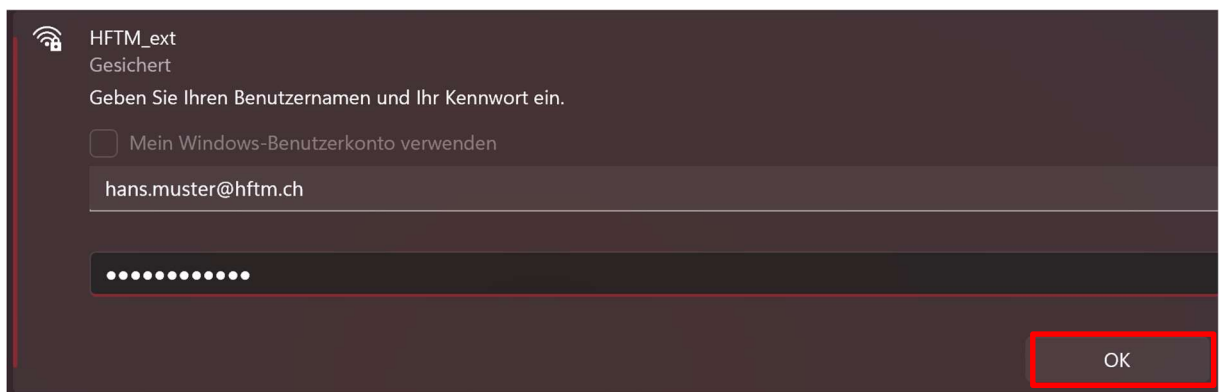 HFTM_ext
Gesichert
Geben Sie Ihren Benutzernamen und Ihr Kennwort ein.
Mein Windows-Benutzerkonto verwenden
hans.muster@hftm.ch
●●●●●●●●●●●●
OK